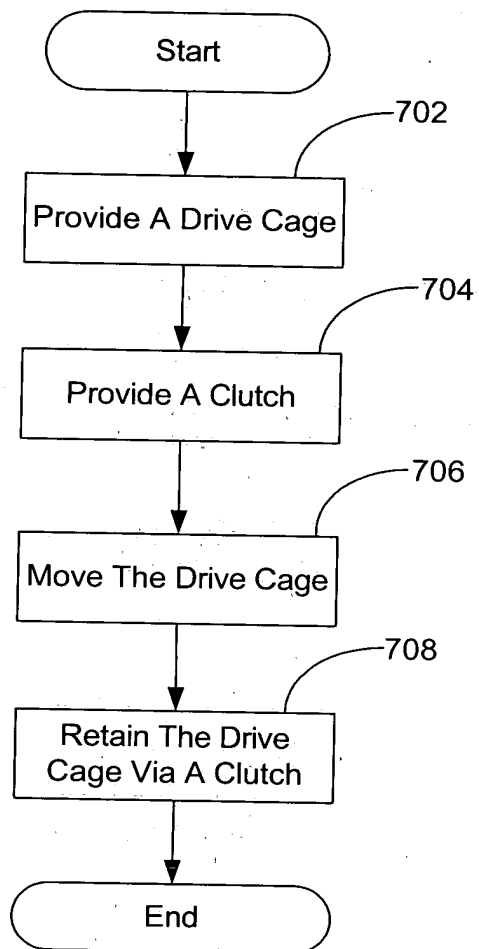 Start
702
Provide A Drive Cage
704
Provide A Clutch
706
Move The Drive Cage
708
Retain The Drive
Cage Via A Clutch
End